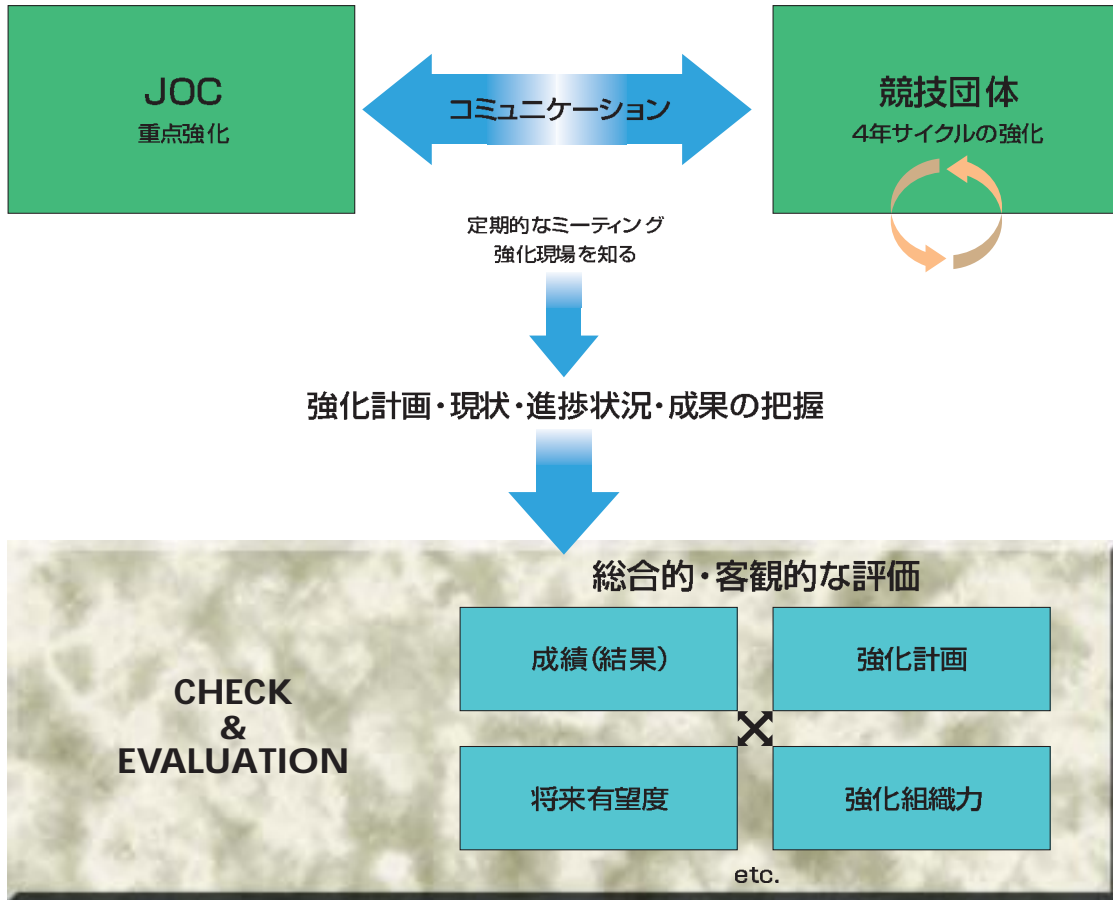 JOC
重点強化
コミュニケーション
競技団体
4年サイクルの強化
定期的なミーティング
強化現場を知る
強化計画・現状・進捗状況・成果の把握
総合的・客観的な評価
CHECK
&
EVALUATION
成績(結果)
強化計画
将来有望度
強化組織力
etc.